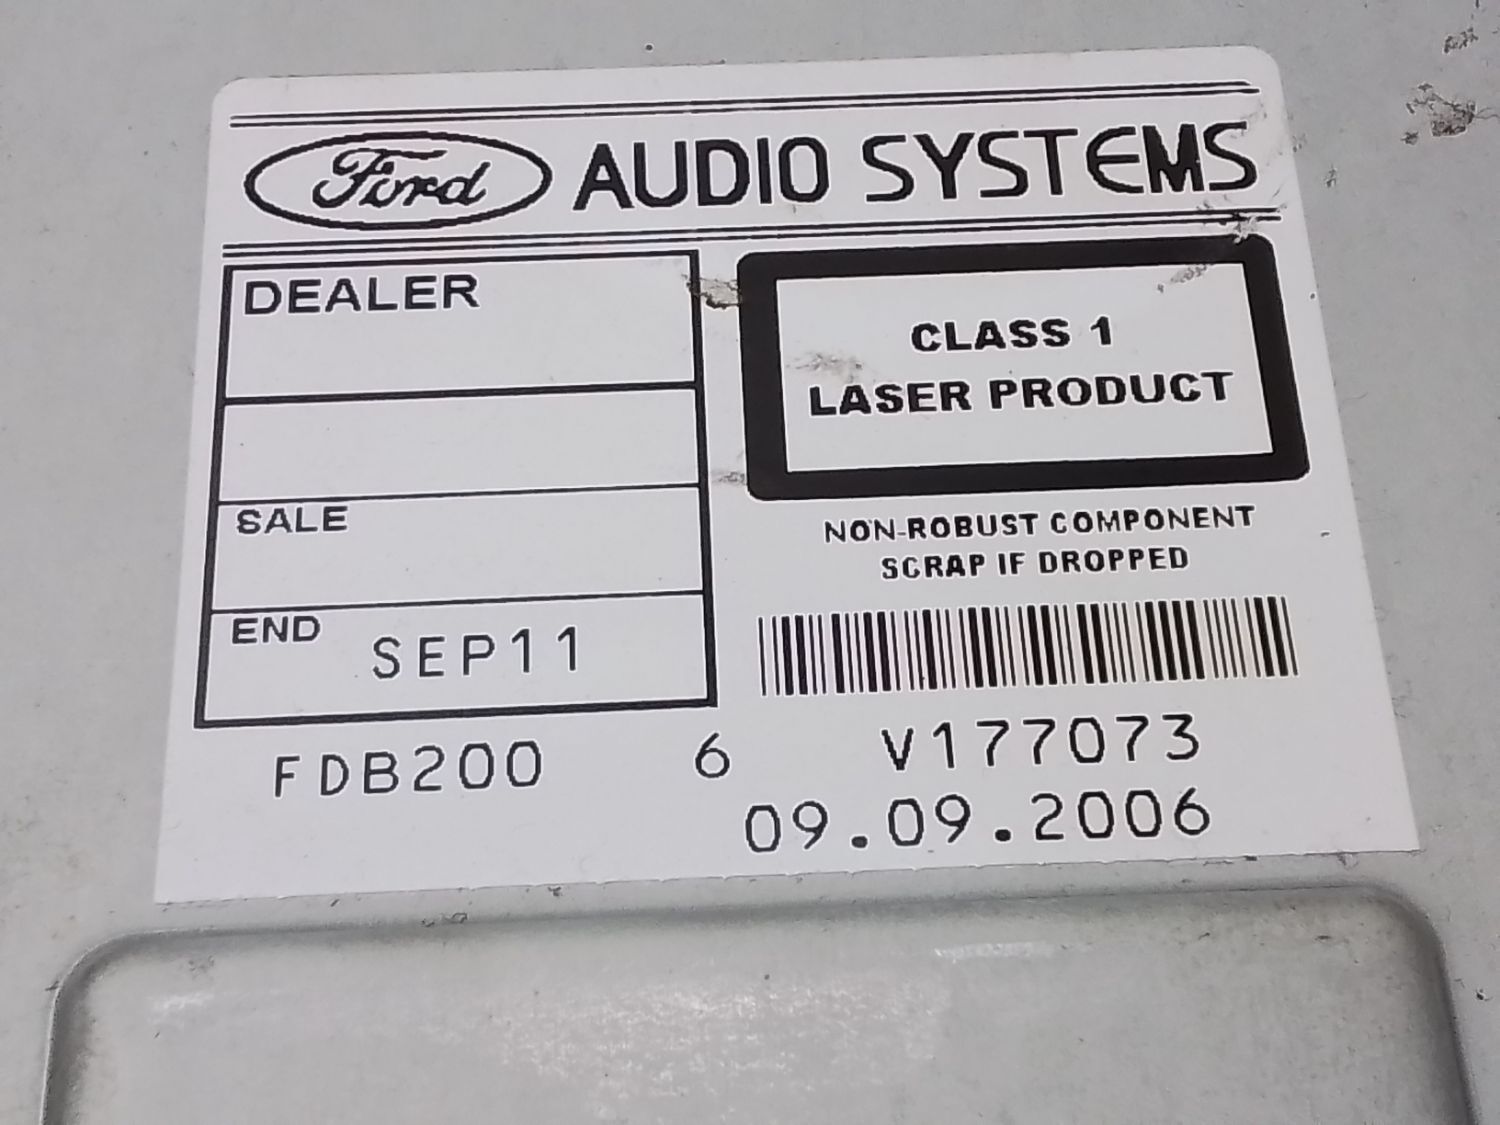 Ford AUDIO SYSTEMS
DEALER
SALE
END SEP11
CLASS 1
LASER PRODUCT
NON-ROBUST COMPONENT
SCRAP IF DROPPED
FDB200 6 V177073
09.09.2006